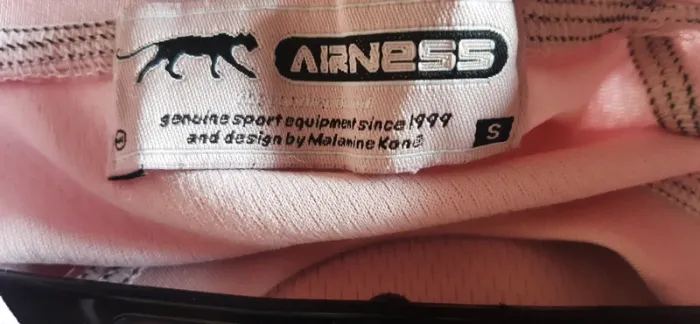 AIRNESS
genuine sport equipment since 1999
and design by Malamine Koné
S